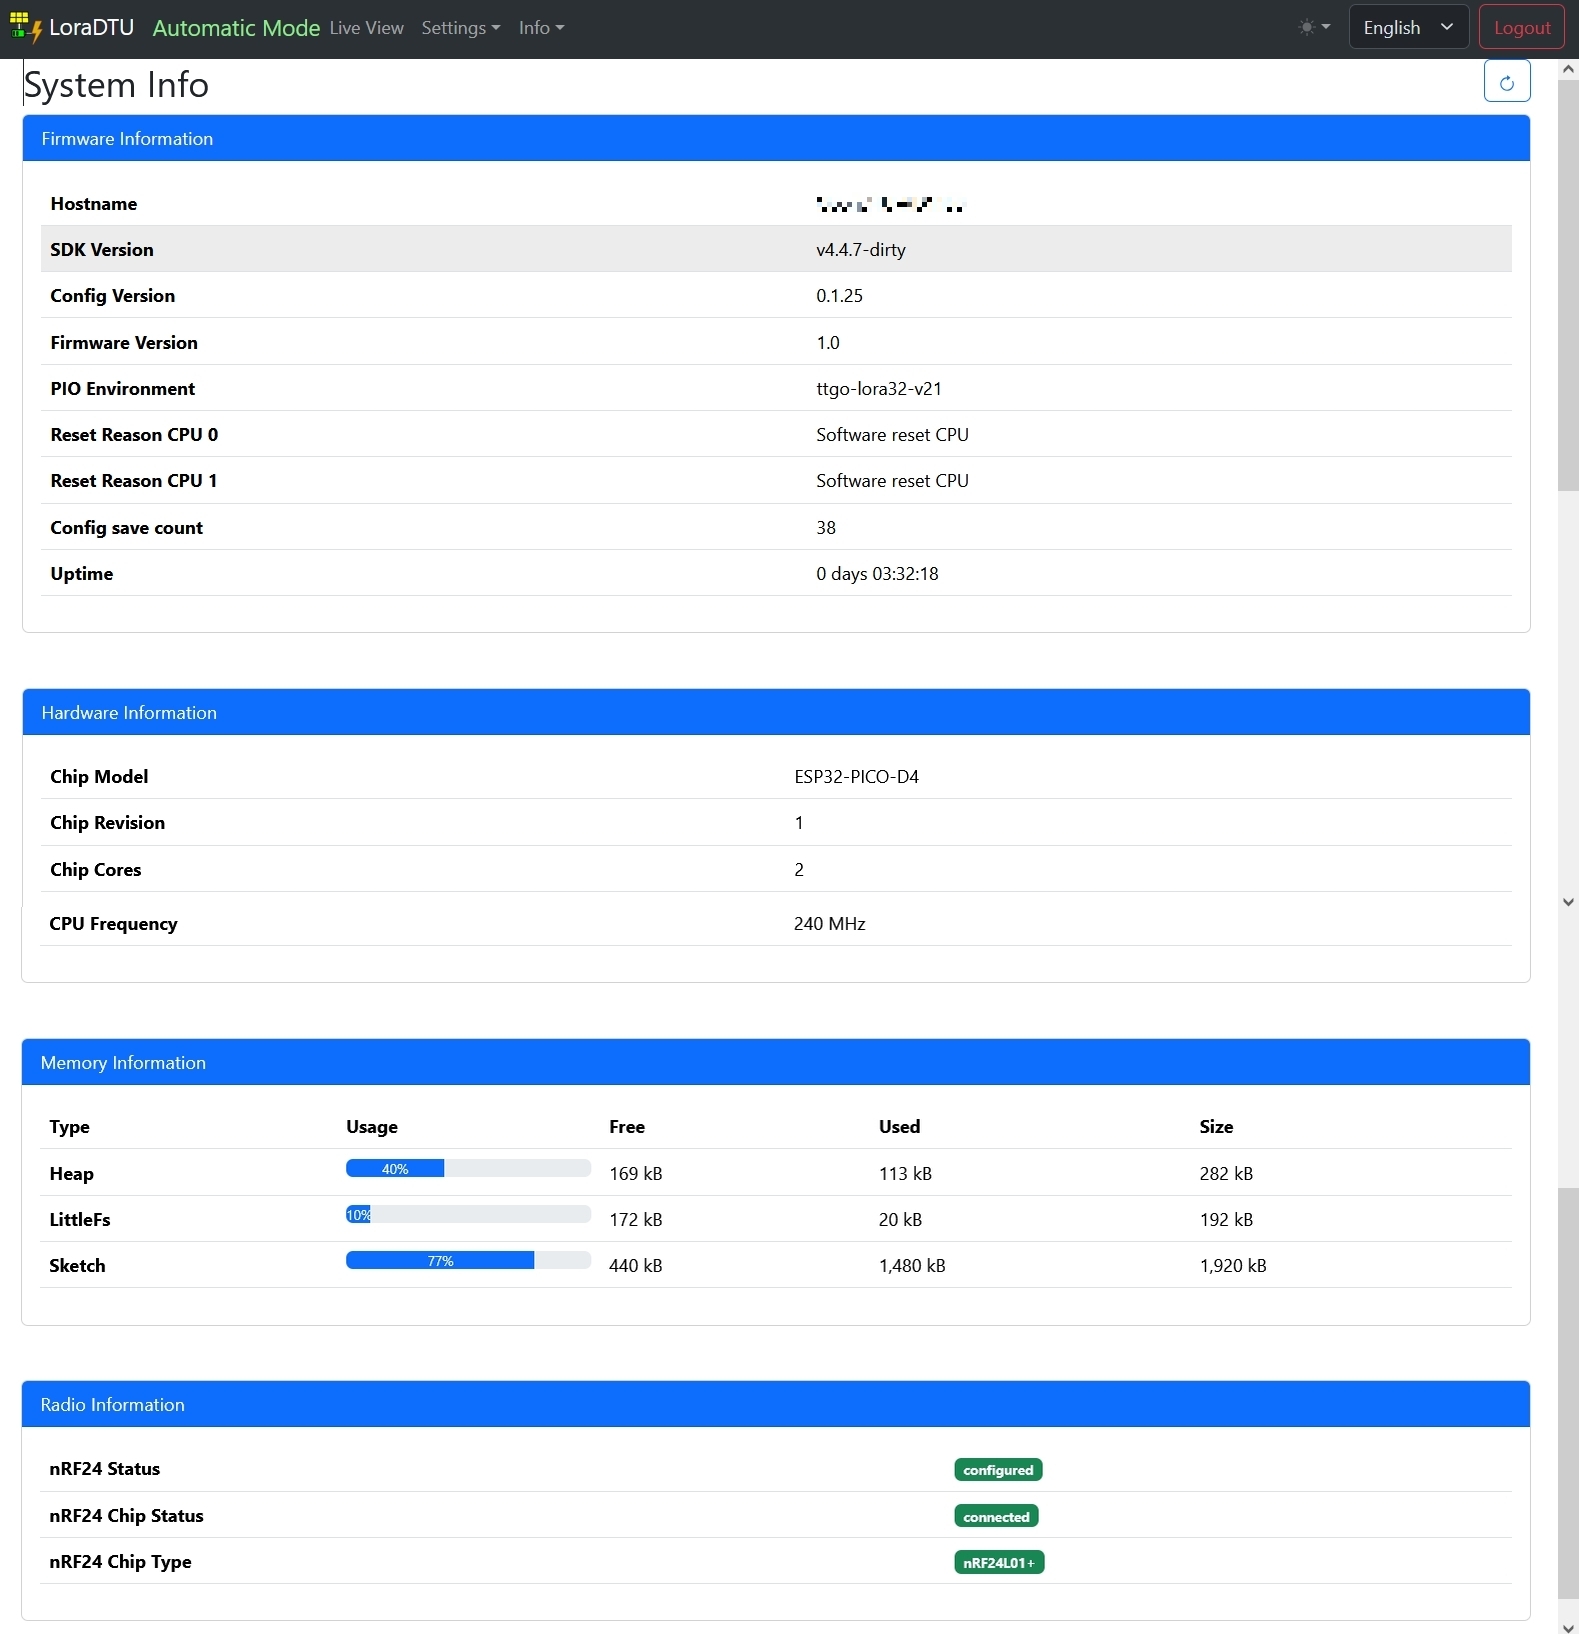 LoraDTU Automatic Mode Live View Settings Info English Logout
System Info
Firmware Information
Hostname
SDK Version v4.4.7-dirty
Config Version 0.1.25
Firmware Version 1.0
PIO Environment ttgo-lora32-v21
Reset Reason CPU 0 Software reset CPU
Reset Reason CPU 1 Software reset CPU
Config save count 38
Uptime 0 days 03:32:18
Hardware Information
Chip Model ESP32-PICO-D4
Chip Revision 1
Chip Cores 2
CPU Frequency 240 MHz
Memory Information
Type Usage Free Used Size
Heap 40% 169 kB 113 kB 282 kB
LittleFs 10% 172 kB 20 kB 192 kB
Sketch 77% 440 kB 1,480 kB 1,920 kB
Radio Information
nRF24 Status configured
nRF24 Chip Status connected
nRF24 Chip Type nRF24L01+